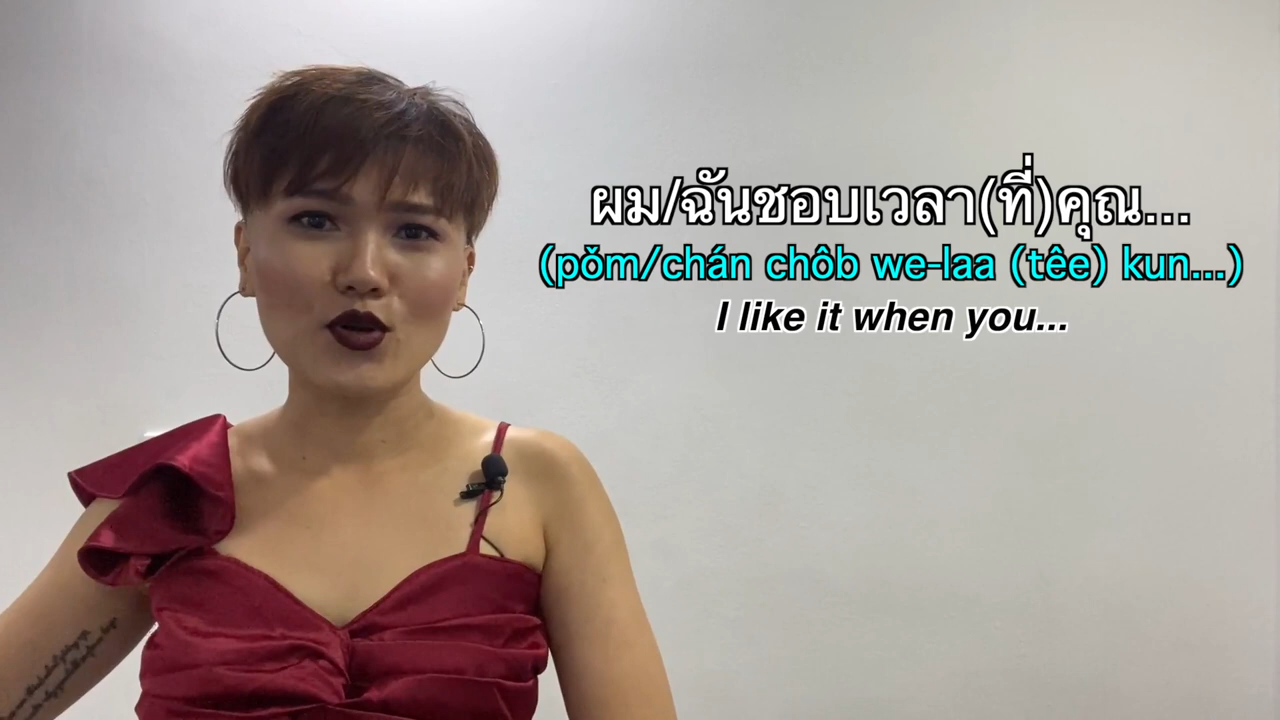 ผม/ฉันชอบเวลา(ที่)คุณ...
(pǒm/chán chôb we-laa (têe) kun...)
I like it when you...